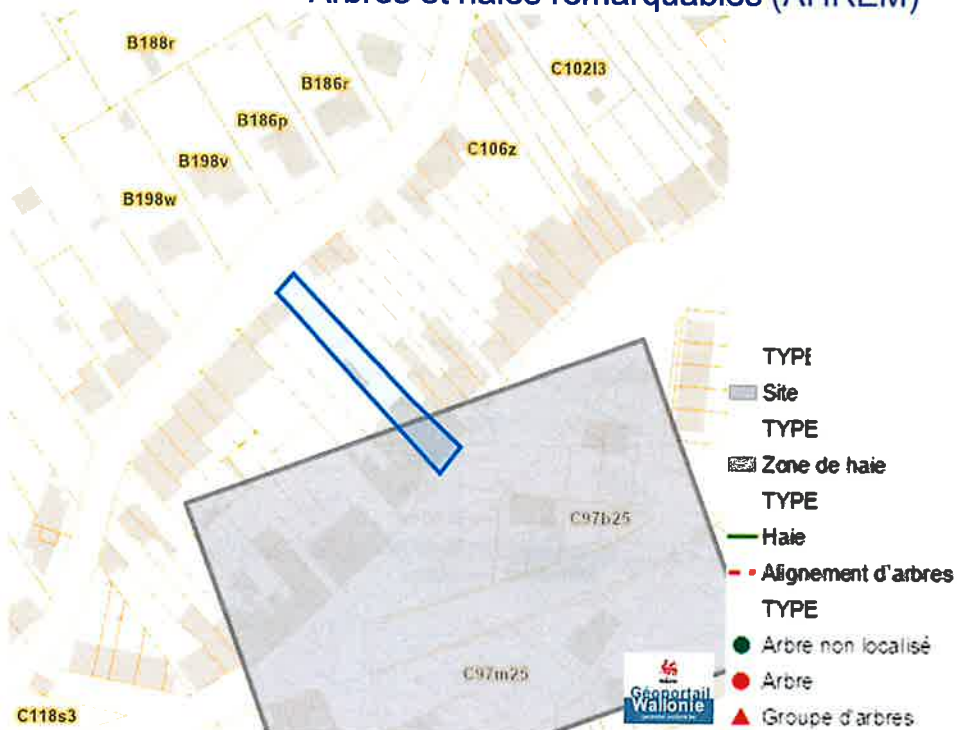 Arbres et haies remarquables (AHREM)
B188r
B186r
C102l3
B186p
C106z
B198v
B198w
TYPE
Site
TYPE
Zone de haie
TYPE
Haie
Alignement d'arbres
TYPE
Arbre non localisé
Arbre
Groupe d'arbres
C97b25
C97m25
C118s3
Géoportail
Wallonie